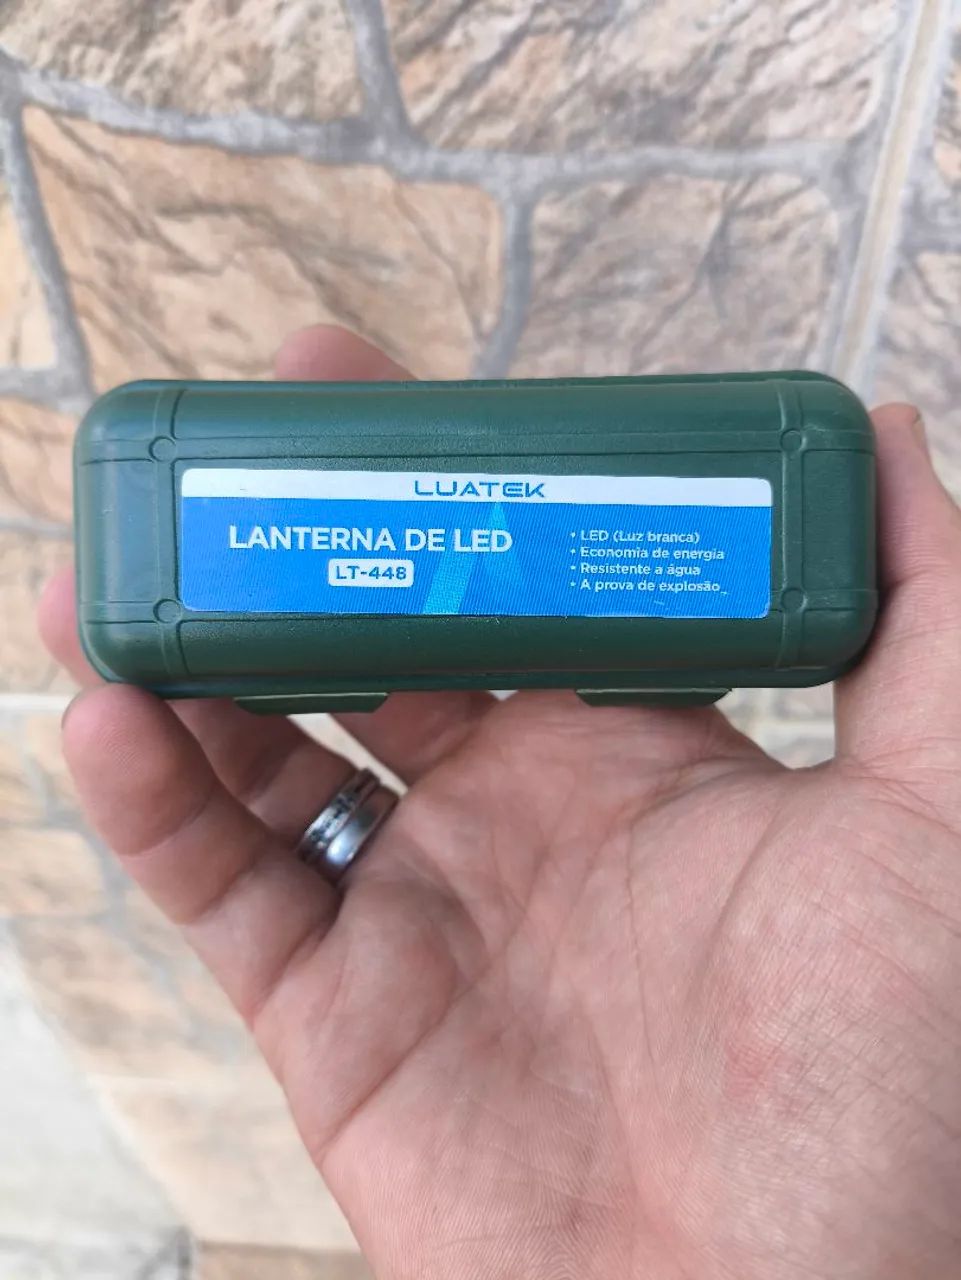 LUATEK
LANTERNA DE LED
LT-448
• LED (Luz branca)
• Economia de energia
• Resistente a água
• A prova de explosão